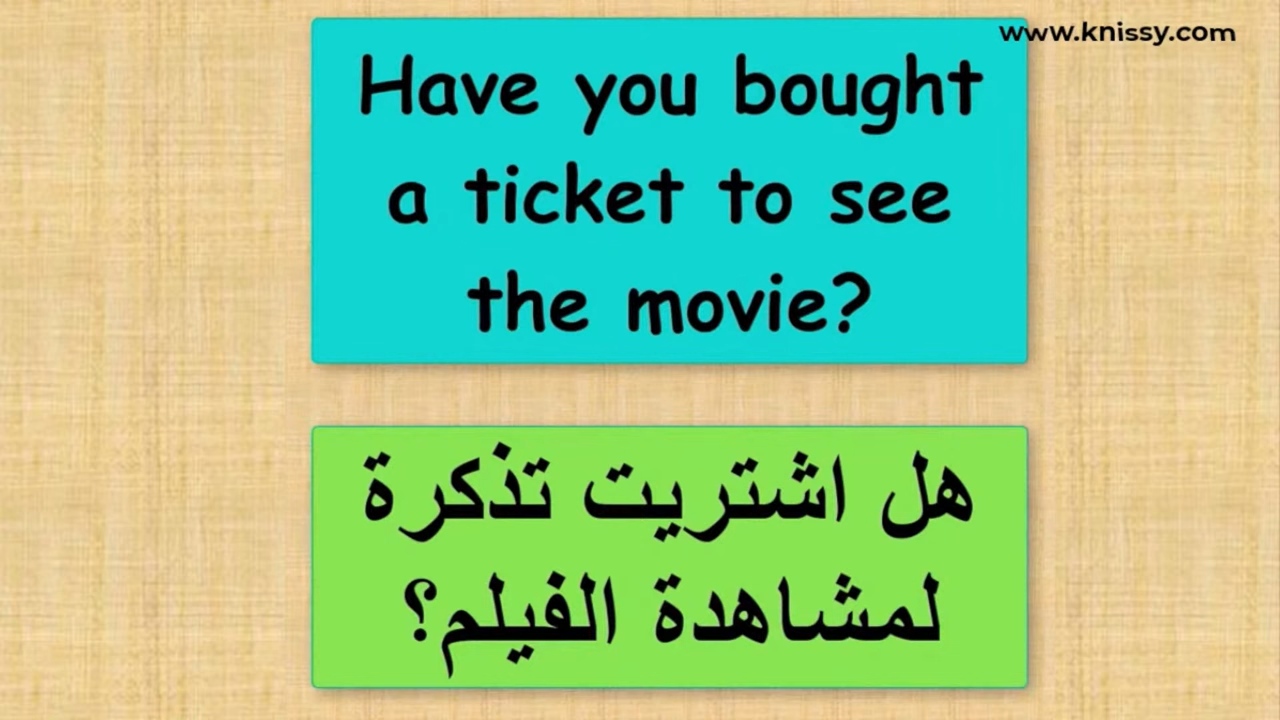 www.knissy.com
Have you bought
a ticket to see
the movie?
هل اشتريت تذكرة
لمشاهدة الفيلم؟